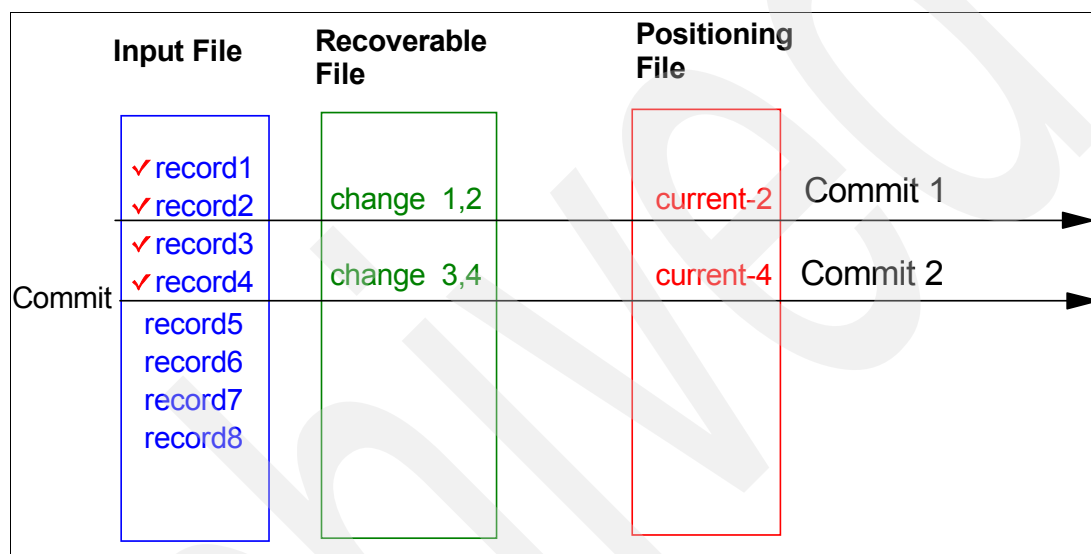 Input File
Recoverable
File
Positioning
File
✓ record1
✓ record2
change 1,2
current-2
Commit 1
✓ record3
✓ record4
change 3,4
current-4
Commit 2
Commit
record5
record6
record7
record8